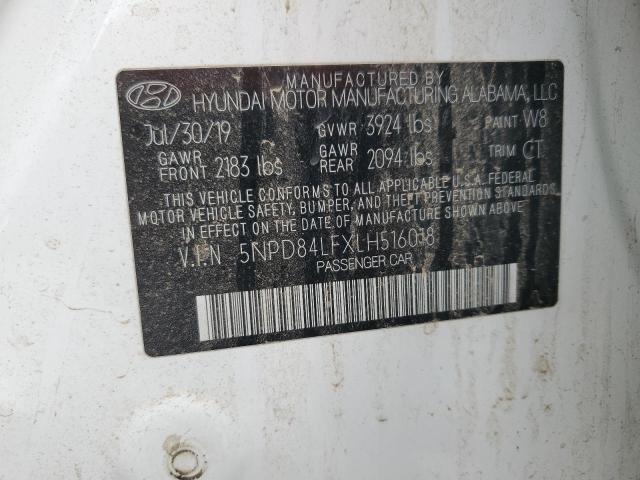 MANUFACTURED BY
HYUNDAI MOTOR MANUFACTURING ALABAMA, LLC
Jul/30/19 GVWR 3924 lbs PAINT W8
GAWR FRONT 2183 lbs GAWR REAR 2094 lbs TRIM CT
THIS VEHICLE CONFORMS TO ALL APPLICABLE U.S.A. FEDERAL
MOTOR VEHICLE SAFETY, BUMPER, AND THEFT PREVENTION
STANDARDS IN EFFECT ON THE DATE OF MANUFACTURE SHOWN ABOVE.
V.I.N 5NPD84LFXLH516018
PASSENGER CAR